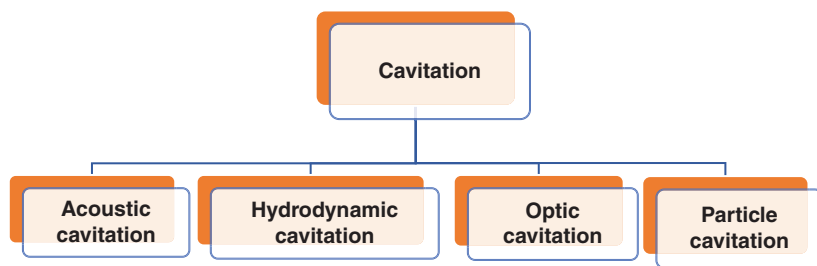 Cavitation
Acoustic
cavitation
Hydrodynamic
cavitation
Optic
cavitation
Particle
cavitation